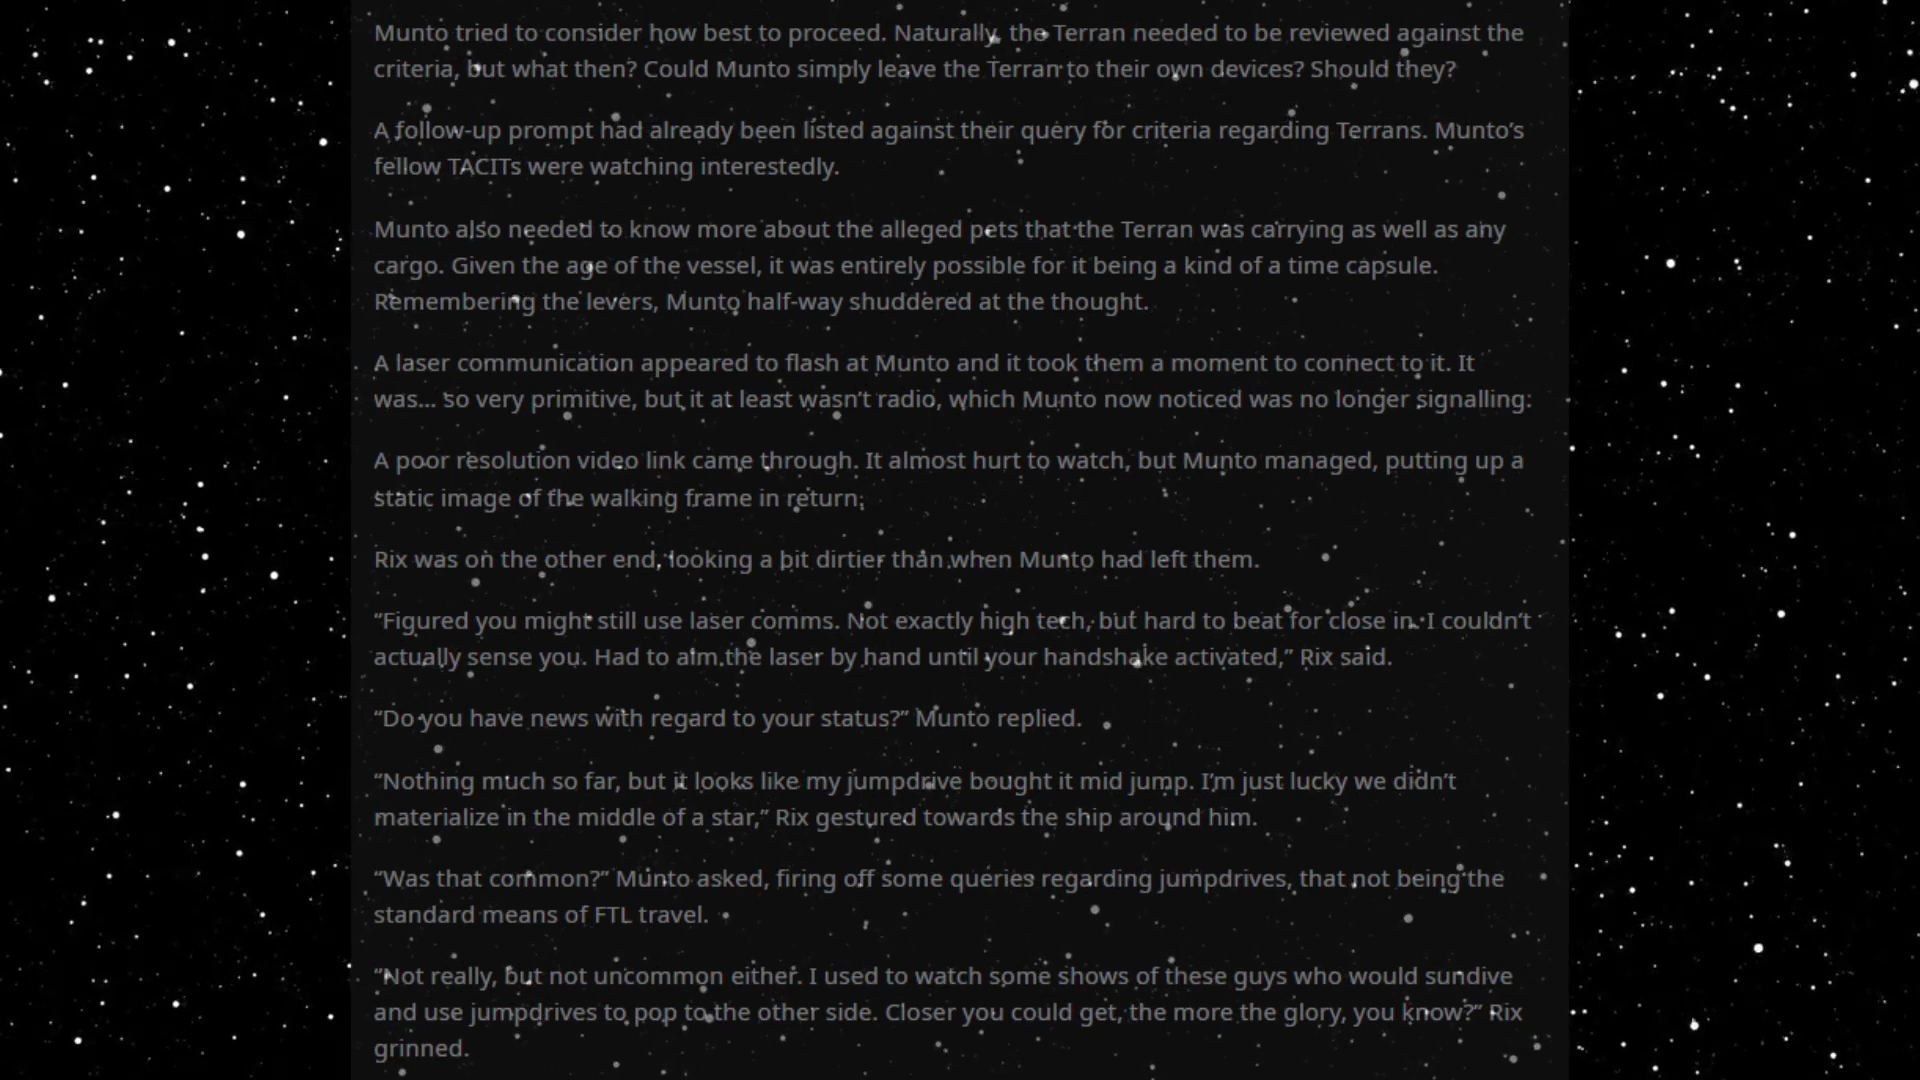 Munto tried to consider how best to proceed. Naturally, the Terran needed to be reviewed against the
criteria, but what then? Could Munto simply leave the Terran to their own devices? Should they?
A follow-up prompt had already been listed against their query for criteria regarding Terrans. Munto’s
fellow TACITs were watching interestedly.
Munto also needed to know more about the alleged pets that the Terran was carrying as well as any
cargo. Given the age of the vessel, it was entirely possible for it being a kind of a time capsule.
Remembering the levers, Munto half-way shuddered at the thought.
A laser communication appeared to flash at Munto and it took them a moment to connect to it. It
was... so very primitive, but it at least wasn’t radio, which Munto now noticed was no longer signalling:
A poor resolution video link came through. It almost hurt to watch, but Munto managed, putting up a
static image of the walking frame in return.
Rix was on the other end, looking a bit dirtier than when Munto had left them.
“Figured you might still use laser comms. Not exactly high tech, but hard to beat for close in. I couldn’t
actually sense you. Had to aim the laser by hand until your handshake activated,” Rix said.
“Do you have news with regard to your status?” Munto replied.
“Nothing much so far, but it looks like my jumpdrive bought it mid jump. I’m just lucky we didn’t
materialize in the middle of a star,” Rix gestured towards the ship around him.
“Was that common?” Munto asked, firing off some queries regarding jumpdrives, that not being the
standard means of FTL travel.
“Not really, but not uncommon either. I used to watch some shows of these guys who would sundive
and use jumpdrives to pop to the other side. Closer you could get, the more the glory, you know?” Rix
grinned.